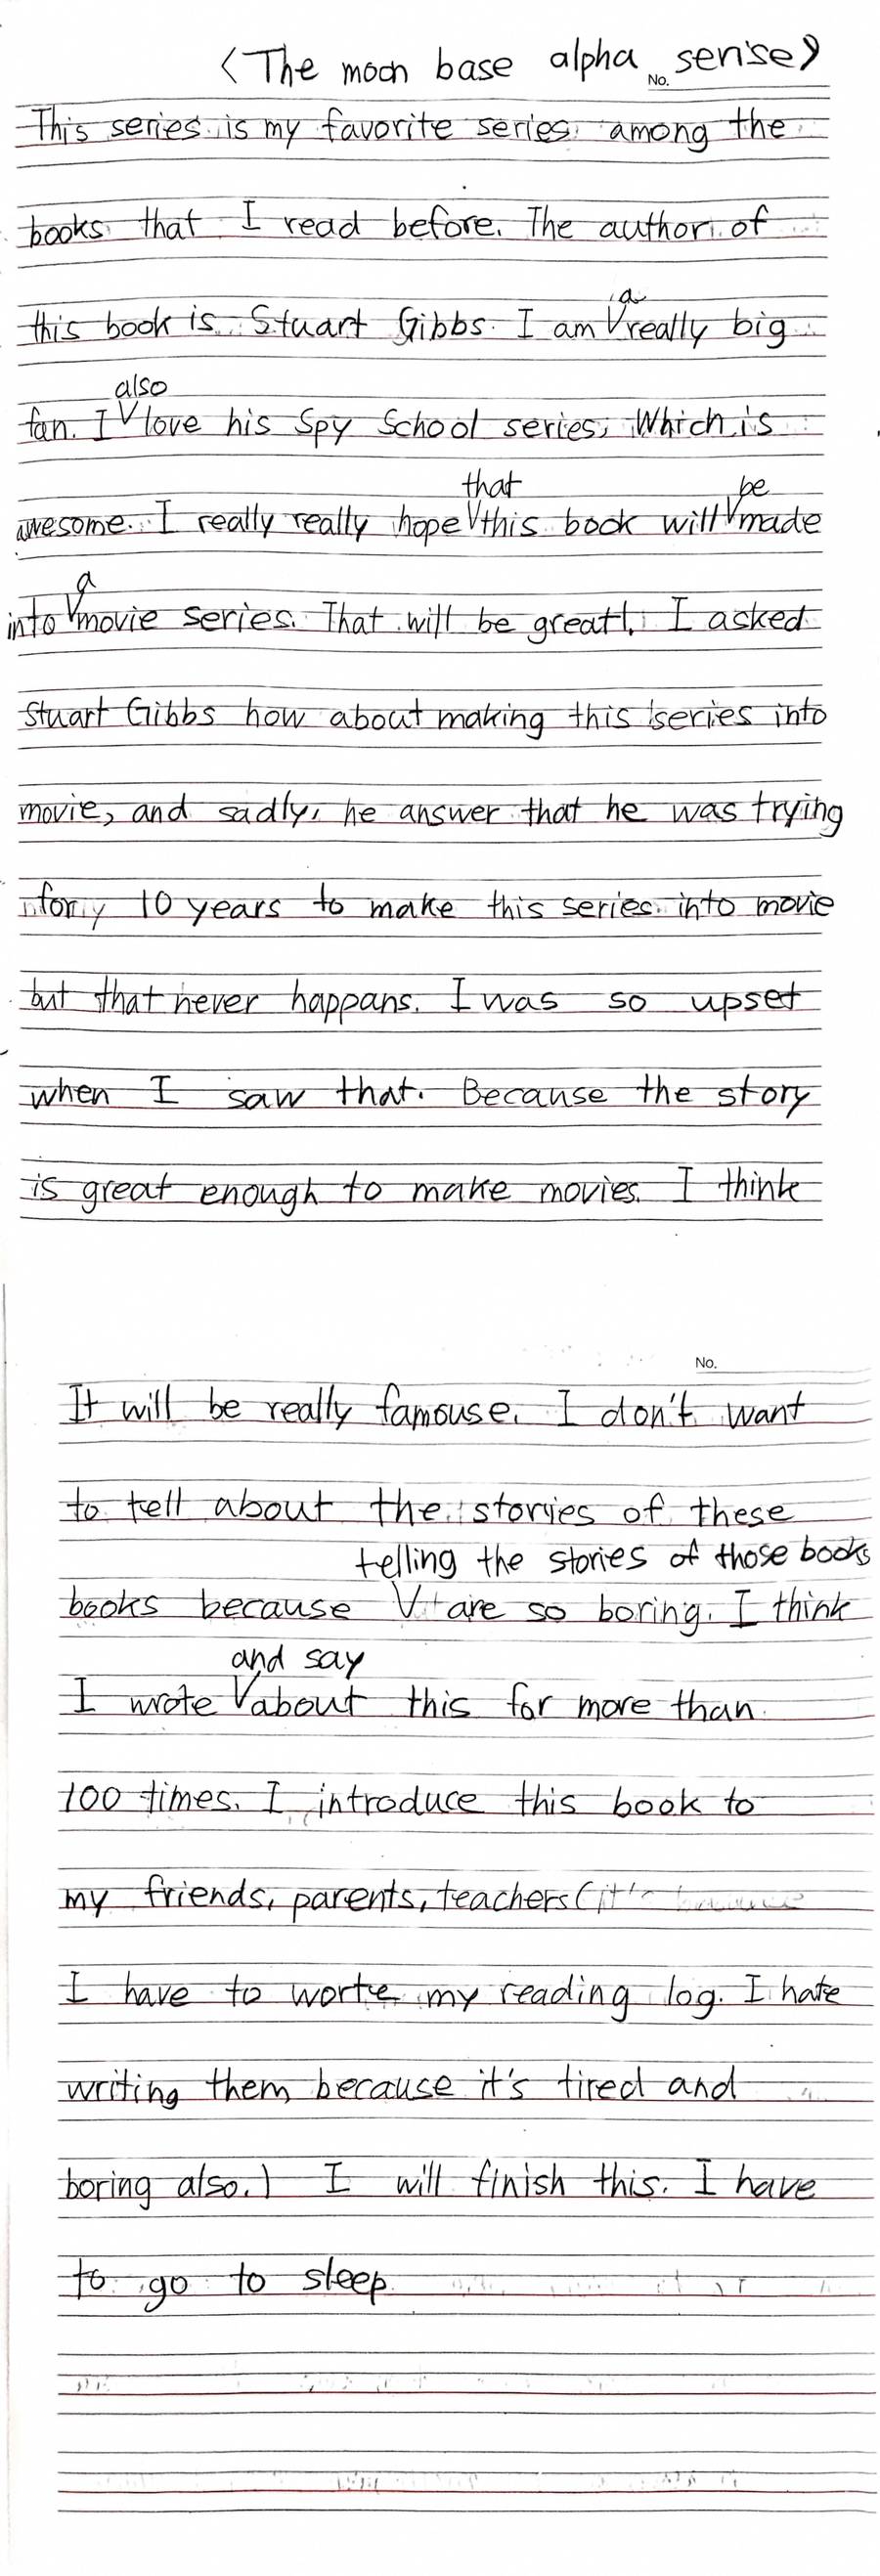 <The moon base alpha sense>
No.
This series is my favorite series among the
books that I read before. The author of
a
this book is Stuart Gibbs. I am V really big
also
fan. I V love his Spy School series, Which is
that be
awesome. I really really hope V this book will V made
a
into V movie series. That will be great!. I asked
Stuart Gibbs how about making this series into
movie, and sadly, he answer that he was trying
for 10 years to make this series into movie
but that never happans. I was so upset
when I saw that. Because the story
is great enough to make movies. I think
No.
It will be really famouse. I don't want
to tell about the stories of these
telling the stories of those books
books because V are so boring. I think
and say
I wrote V about this for more than
100 times. I introduce this book to
my friends, parents, teachers (it's
I have to worte my reading log. I hate
writing them because it's tired and
boring also.) I will finish this. I have
to go to sleep